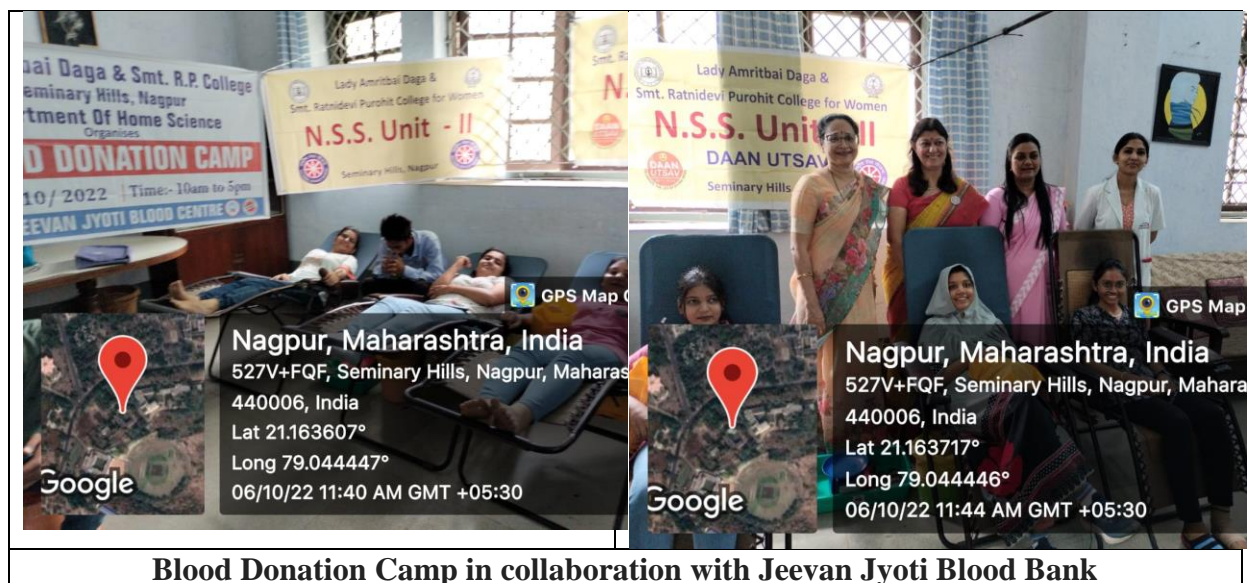 bai Daga & Smt. R.P. College
eminary Hills, Nagpur
rtment Of Home Science
Organises
D DONATION CAMP
10/2022 Time:- 10am to 5pm
EEVAN JYOTI BLOOD CENTRE
Lady Amritbai Daga &
Smt. Ratnidevi Purohit College for Women
N.S.S. Unit - II
Seminary Hills, Nagpur
GPS Map
Nagpur, Maharashtra, India
527V+FQF, Seminary Hills, Nagpur, Maharas
440006, India
Lat 21.163607°
Long 79.044447°
06/10/22 11:40 AM GMT +05:30
Google
Lady Amritbai Daga &
Smt. Ratnidevi Purohit College for Women
N.S.S. Unit II
DAAN UTSAV
DAAN
UTSAV
Seminary Hills
GPS Map
Nagpur, Maharashtra, India
527V+FQF, Seminary Hills, Nagpur, Mahara
440006, India
Lat 21.163717°
Long 79.044446°
06/10/22 11:44 AM GMT +05:30
Google
Blood Donation Camp in collaboration with Jeevan Jyoti Blood Bank